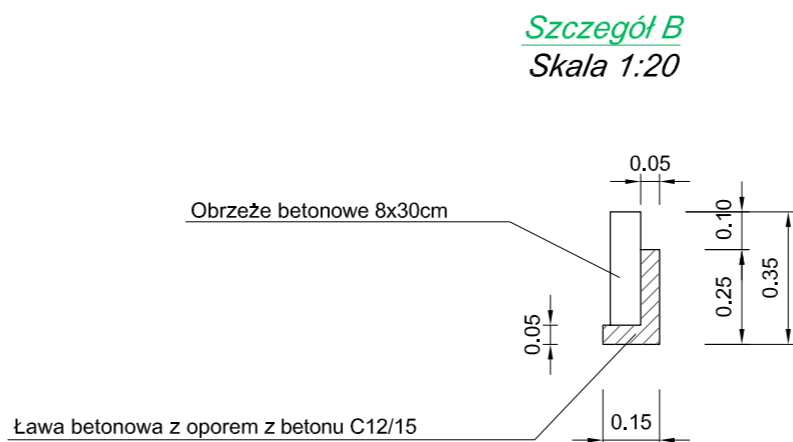 Szczegół B
Skala 1:20
0.05
Obrzeże betonowe 8x30cm
0.10
0.25
0.35
0.05
Ława betonowa z oporem z betonu C12/15
0.15